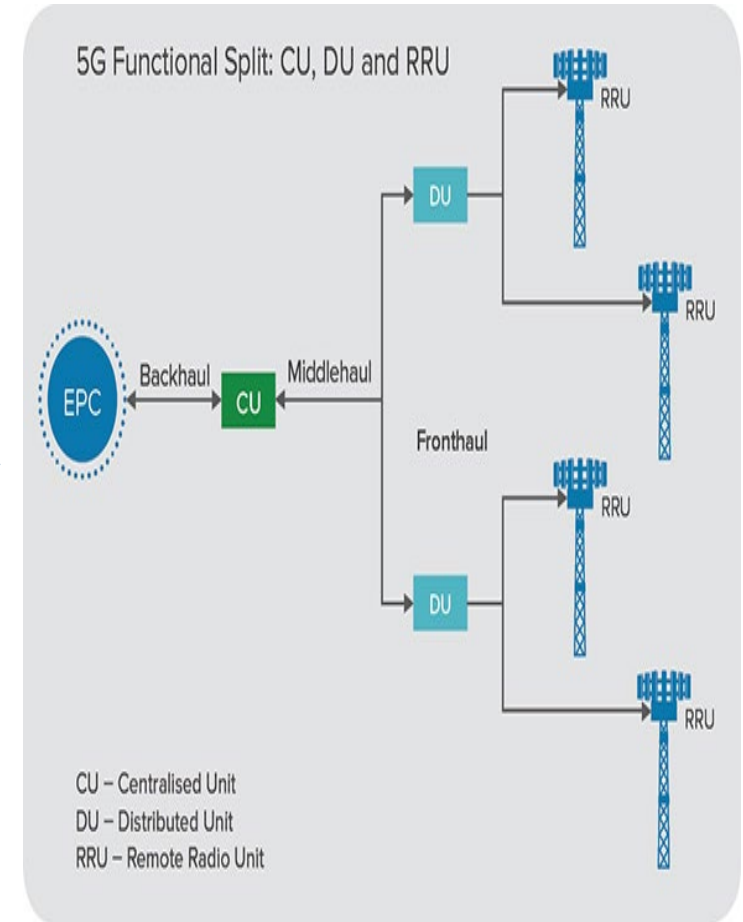 5G Functional Split: CU, DU and RRU
RRU
DU
RRU
Backhaul
Middlehaul
EPC
CU
Fronthaul
RRU
DU
RRU
CU – Centralised Unit
DU – Distributed Unit
RRU – Remote Radio Unit